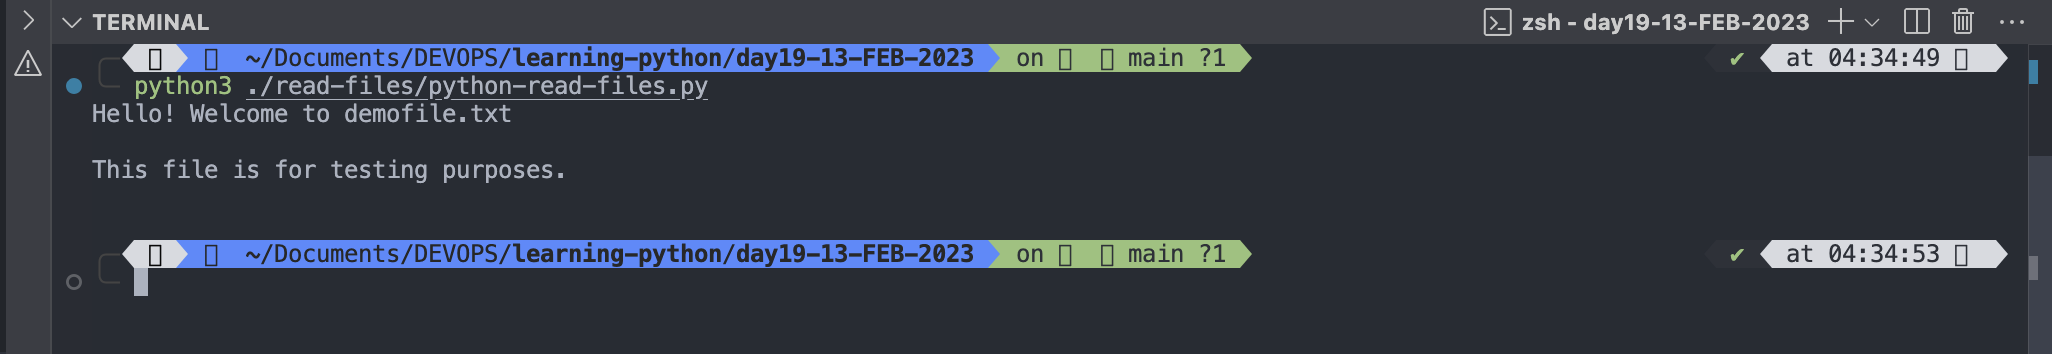 TERMINAL
zsh - day19-13-FEB-2023
~/Documents/DEVOPS/learning-python/day19-13-FEB-2023 on main ?1 ✔ at 04:34:49
python3 ./read-files/python-read-files.py
Hello! Welcome to demofile.txt
This file is for testing purposes.
~/Documents/DEVOPS/learning-python/day19-13-FEB-2023 on main ?1 ✔ at 04:34:53